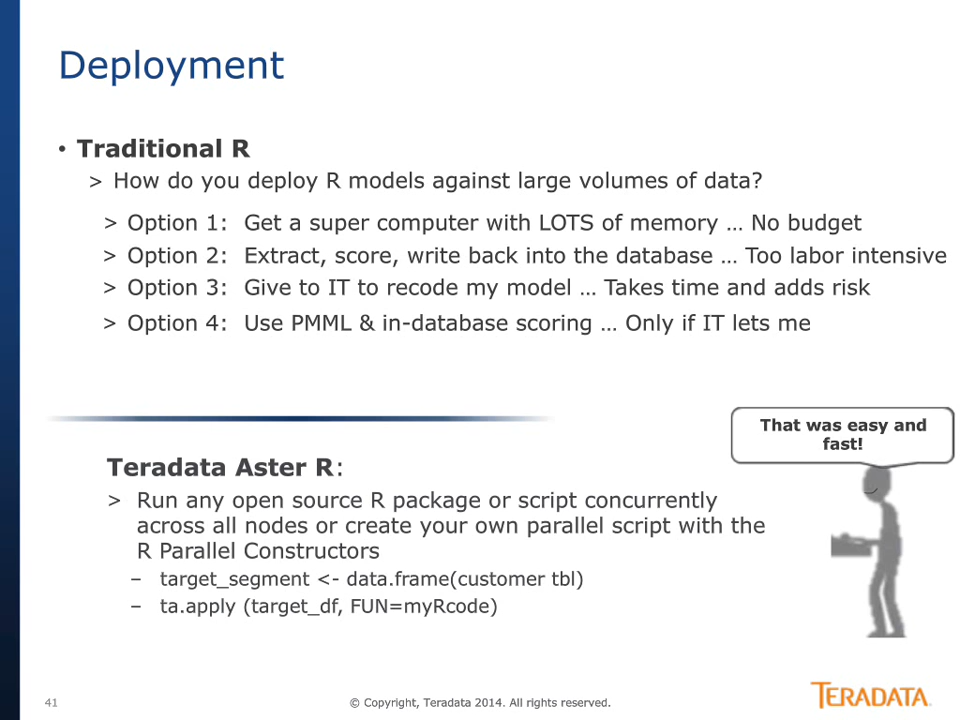 Deployment
• Traditional R
> How do you deploy R models against large volumes of data?
> Option 1: Get a super computer with LOTS of memory … No budget
> Option 2: Extract, score, write back into the database … Too labor intensive
> Option 3: Give to IT to recode my model … Takes time and adds risk
> Option 4: Use PMML & in-database scoring … Only if IT lets me
That was easy and
fast!
Teradata Aster R:
> Run any open source R package or script concurrently
across all nodes or create your own parallel script with the
R Parallel Constructors
– target_segment <- data.frame(customer tbl)
– ta.apply (target_df, FUN=myRcode)
41
© Copyright, Teradata 2014. All rights reserved.
TERADATA.